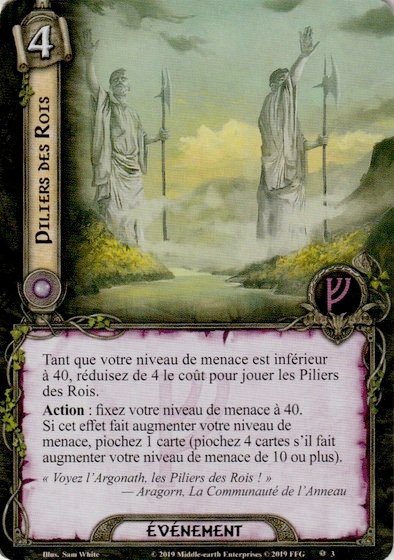 4
PILIERS DES ROIS
Tant que votre niveau de menace est inférieur
à 40, réduisez de 4 le coût pour jouer les Piliers
des Rois.
Action : fixez votre niveau de menace à 40.
Si cet effet fait augmenter votre niveau de
menace, piochez 1 carte (piochez 4 cartes s'il fait
augmenter votre niveau de menace de 10 ou plus).
« Voyez l'Argonath, les Piliers des Rois ! »
— Aragorn, La Communauté de l'Anneau
ÉVÉNEMENT
Illus. Sam White © 2019 Middle-earth Enterprises © 2019 FFG 3